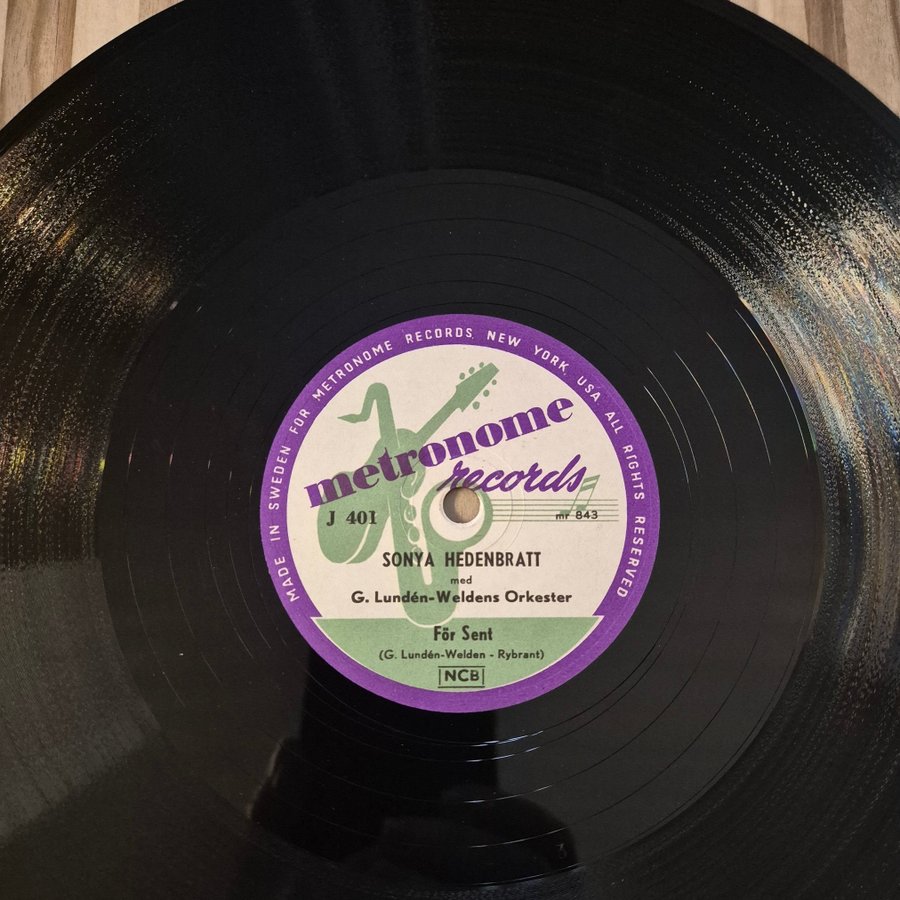 MADE IN SWEDEN FOR METRONOME RECORDS, NEW YORK, USA. ALL RIGHTS RESERVED
metronome
records
J 401
mr 843
SONYA HEDENBRATT
med
G. Lundén-Weldens Orkester
För Sent
(G. Lundén-Welden - Rybrant)
NCB